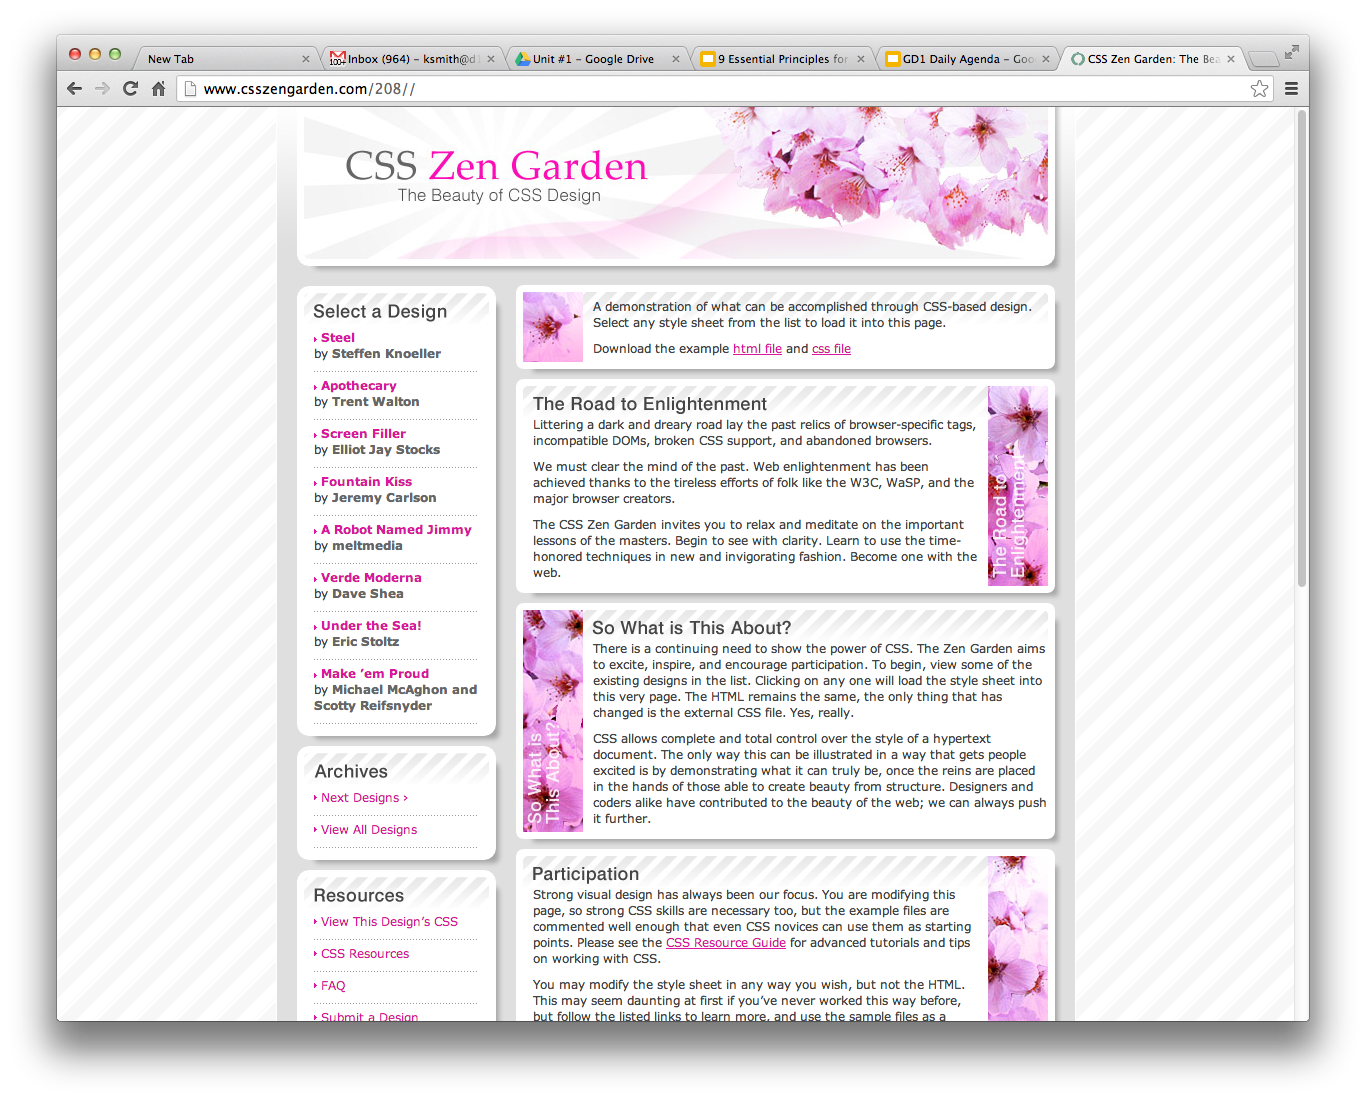 New Tab
100+
Inbox (964) – ksmith@d1
Unit #1 – Google Drive
9 Essential Principles for
GD1 Daily Agenda – Goo
CSS Zen Garden: The Bea
www.csszengarden.com/208//
CSS Zen Garden
The Beauty of CSS Design
Select a Design
Steel
by Steffen Knoeller
Apothecary
by Trent Walton
Screen Filler
by Elliot Jay Stocks
Fountain Kiss
by Jeremy Carlson
A Robot Named Jimmy
by meltmedia
Verde Moderna
by Dave Shea
Under the Sea!
by Eric Stoltz
Make ’em Proud
by Michael McAghon and
Scotty Reifsnyder
Archives
Next Designs ›
View All Designs
Resources
View This Design’s CSS
CSS Resources
FAQ
Submit a Design
A demonstration of what can be accomplished through CSS-based design.
Select any style sheet from the list to load it into this page.
Download the example html file and css file
The Road to Enlightenment
Littering a dark and dreary road lay the past relics of browser-specific tags,
incompatible DOMs, broken CSS support, and abandoned browsers.
We must clear the mind of the past. Web enlightenment has been
achieved thanks to the tireless efforts of folk like the W3C, WaSP, and the
major browser creators.
The CSS Zen Garden invites you to relax and meditate on the important
lessons of the masters. Begin to see with clarity. Learn to use the time-
honored techniques in new and invigorating fashion. Become one with the
web.
The Road to
Enlightenment
So What is This About?
There is a continuing need to show the power of CSS. The Zen Garden aims
to excite, inspire, and encourage participation. To begin, view some of the
existing designs in the list. Clicking on any one will load the style sheet into
this very page. The HTML remains the same, the only thing that has
changed is the external CSS file. Yes, really.
CSS allows complete and total control over the style of a hypertext
document. The only way this can be illustrated in a way that gets people
excited is by demonstrating what it can truly be, once the reins are placed
in the hands of those able to create beauty from structure. Designers and
coders alike have contributed to the beauty of the web; we can always push
it further.
So What is
This About?
Participation
Strong visual design has always been our focus. You are modifying this
page, so strong CSS skills are necessary too, but the example files are
commented well enough that even CSS novices can use them as starting
points. Please see the CSS Resource Guide for advanced tutorials and tips
on working with CSS.
You may modify the style sheet in any way you wish, but not the HTML.
This may seem daunting at first if you’ve never worked this way before,
but follow the listed links to learn more, and use the sample files as a